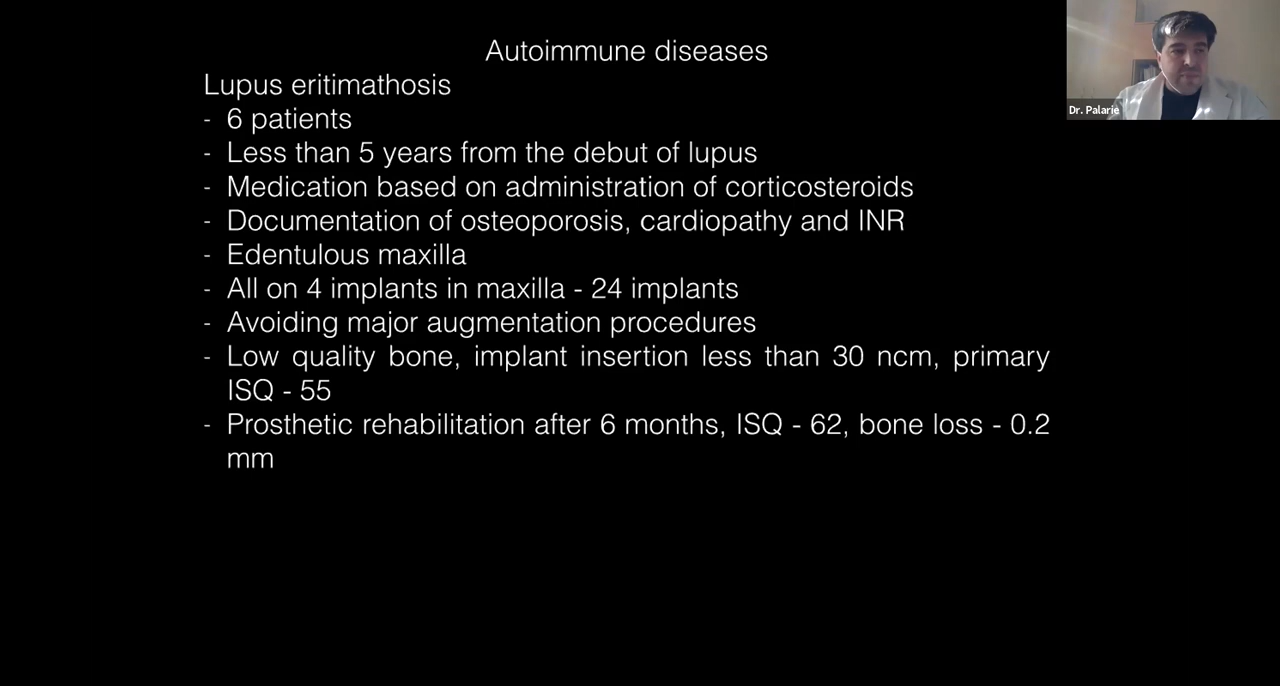 Autoimmune diseases
Lupus eritimathosis
- 6 patients
- Less than 5 years from the debut of lupus
- Medication based on administration of corticosteroids
- Documentation of osteoporosis, cardiopathy and INR
- Edentulous maxilla
- All on 4 implants in maxilla - 24 implants
- Avoiding major augmentation procedures
- Low quality bone, implant insertion less than 30 ncm, primary
ISQ - 55
- Prosthetic rehabilitation after 6 months, ISQ - 62, bone loss - 0.2
mm
Dr. Palarie